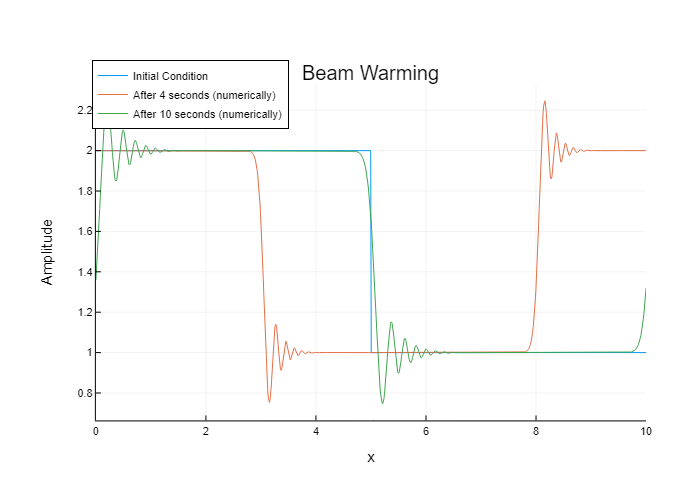 Beam Warming
Initial Condition
After 4 seconds (numerically)
After 10 seconds (numerically)
2.2
2
1.8
1.6
1.4
1.2
1
0.8
Amplitude
0 2 4 6 8 10
x